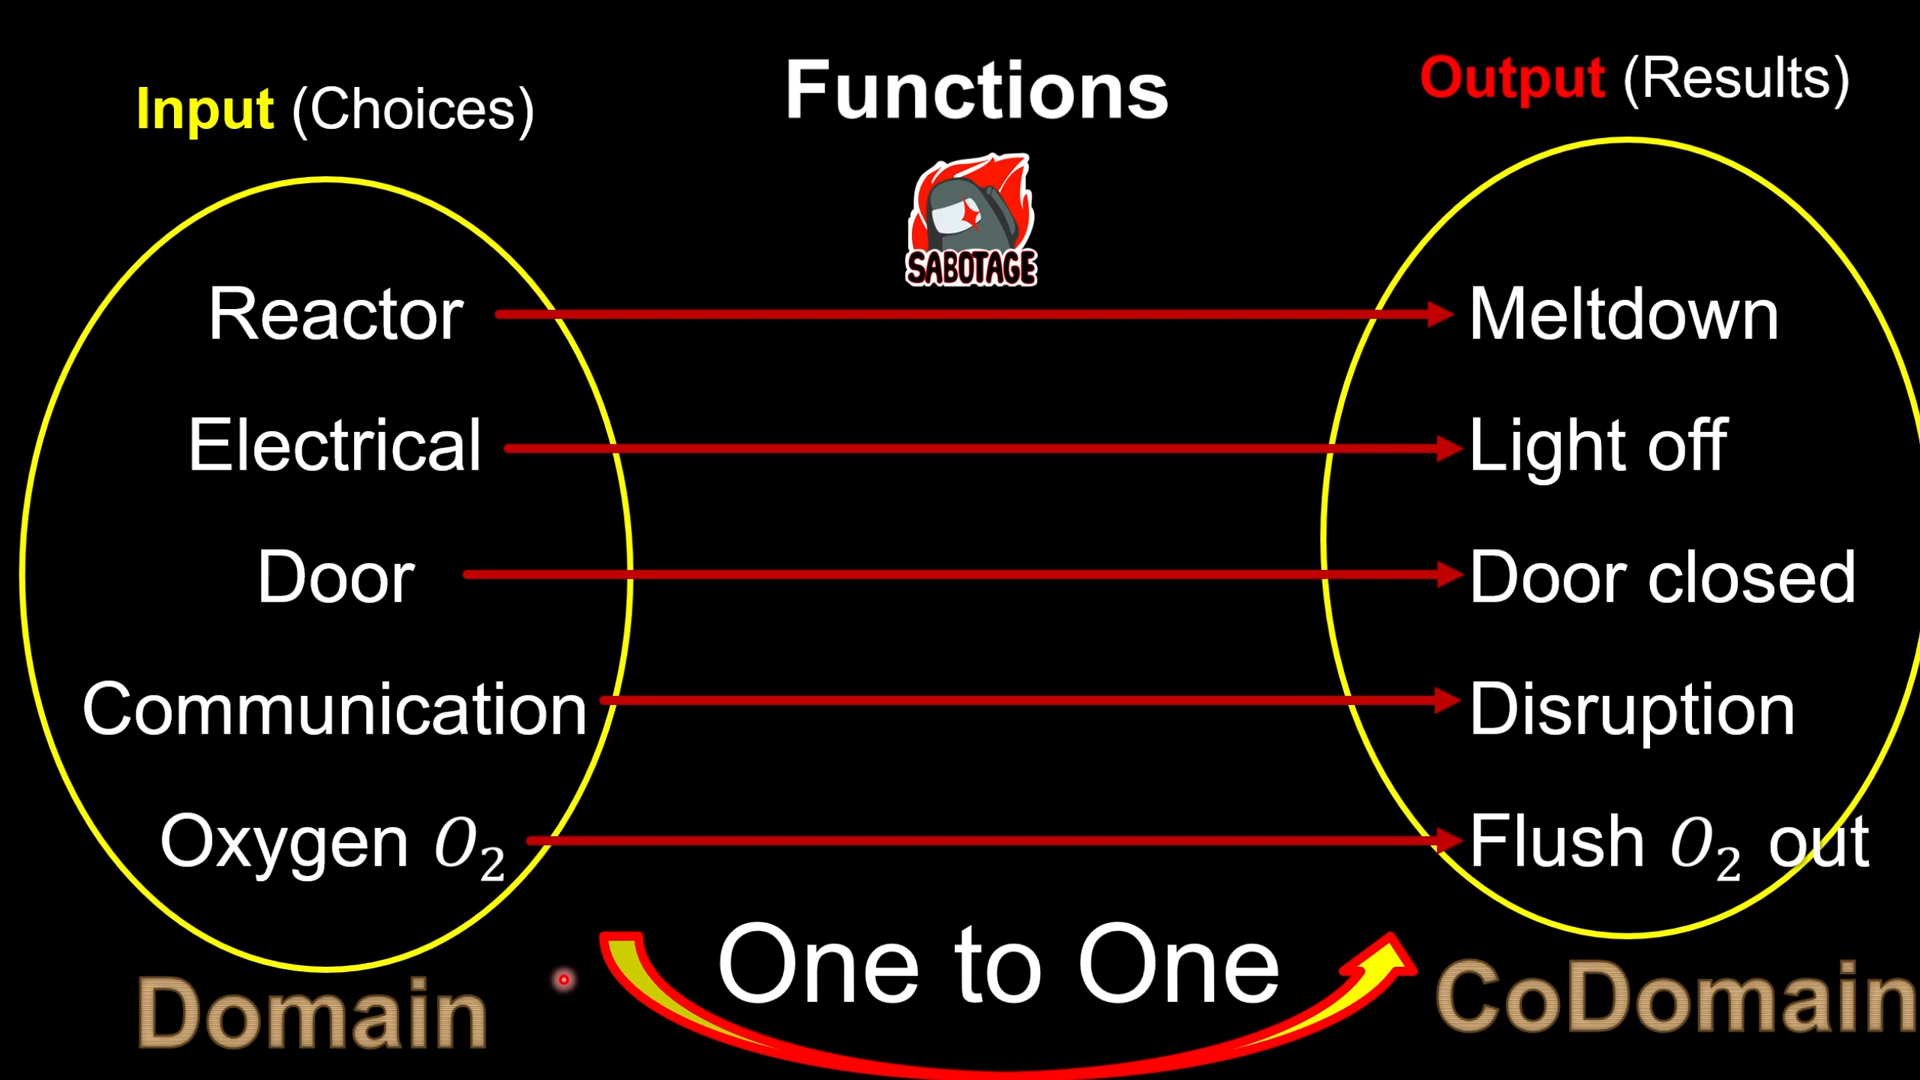 Functions
Input (Choices)
Output (Results)
SABOTAGE
Reactor
Meltdown
Electrical
Light off
Door
Door closed
Communication
Disruption
Oxygen O₂
Flush O₂ out
One to One
Domain
CoDomain